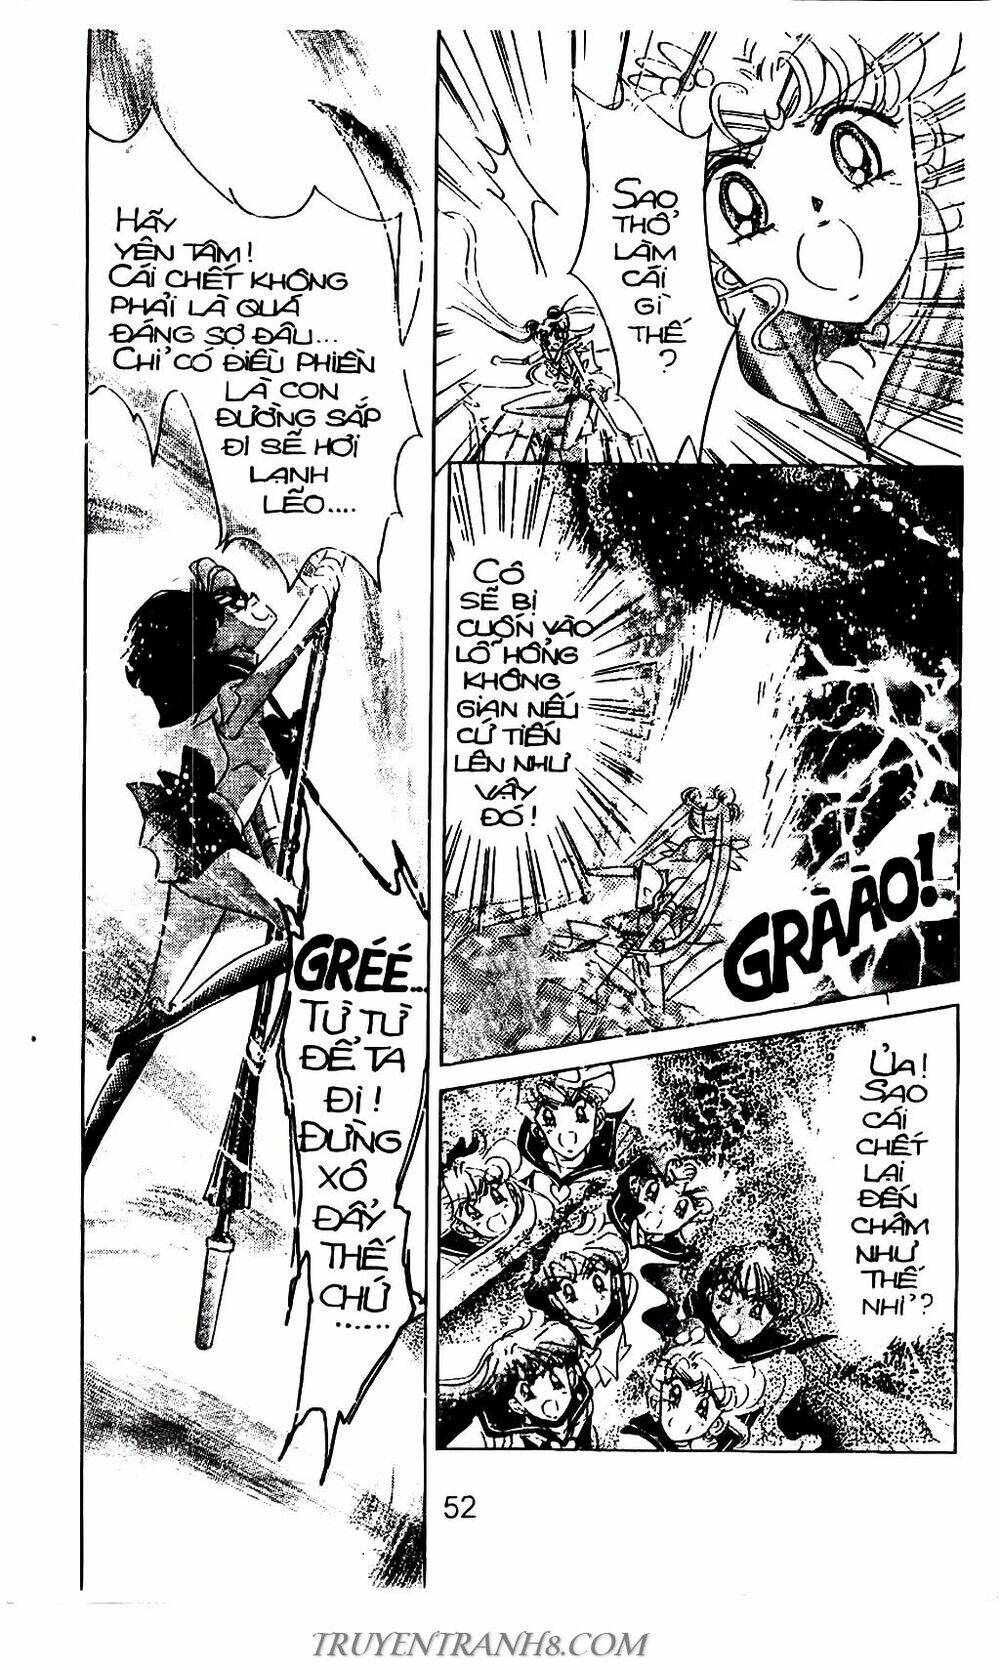 SAO
THỞ
LÀM
CÁI
GÌ
THẾ
?
CÔ
SẼ BỊ
CUỐN VÀO
LỖ HỔNG
KHÔNG
GIAN NẾU
CỨ TIẾN
LÊN NHƯ
VẬY
ĐÓ!
GRÀÀO!
ỦA!
SAO
CÁI
CHẾT
LẠI
ĐẾN
CHẬM
NHƯ
THẾ
NHỈ?
HÃY
YÊN TÂM!
CÁI CHẾT KHÔNG
PHẢI LÀ QUÁ
ĐÁNG SỢ ĐÂU...
CHỈ CÓ ĐIỀU PHIỀN
LÀ CON
ĐƯỜNG SẮP
ĐI SẼ HƠI
LẠNH
LẼO....
GRÉÉ...
TỪ TỪ
ĐỂ TA
ĐI!
ĐỪNG
XÔ
ĐẨY
THẾ
CHỨ
......
52
TRUYENTRANH8.COM